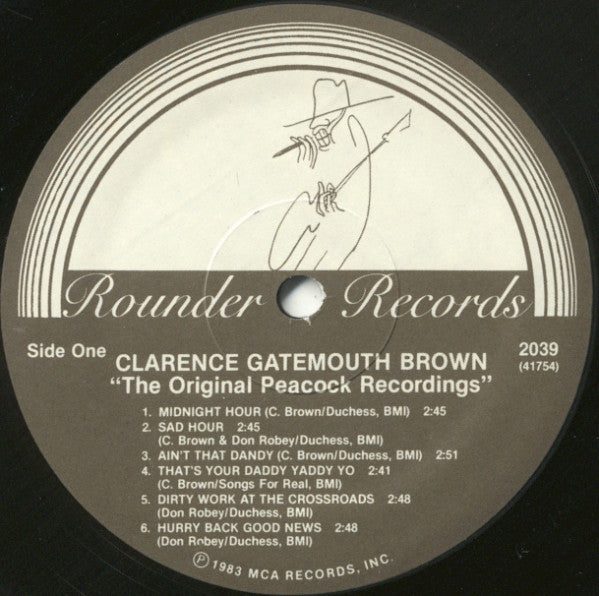 Rounder Records
Side One
2039
(41754)
CLARENCE GATEMOUTH BROWN
"The Original Peacock Recordings"
1. MIDNIGHT HOUR (C. Brown/Duchess, BMI) 2:45
2. SAD HOUR 2:45
(C. Brown & Don Robey/Duchess, BMI)
3. AIN'T THAT DANDY (C. Brown/Duchess, BMI) 2:51
4. THAT'S YOUR DADDY YADDY YO 2:41
(C. Brown/Songs For Real, BMI)
5. DIRTY WORK AT THE CROSSROADS 2:48
(Don Robey/Duchess, BMI)
6. HURRY BACK GOOD NEWS 2:48
(Don Robey/Duchess, BMI)
Ⓟ1983 MCA RECORDS, INC.